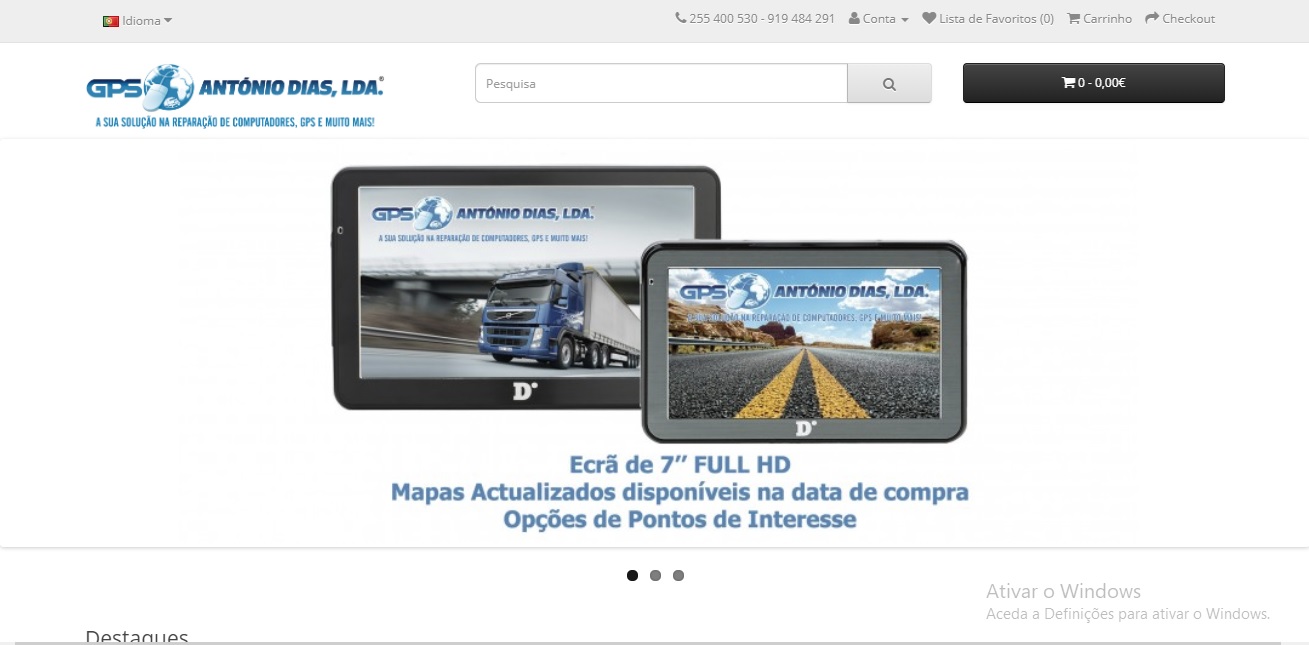 Idioma
255 400 530 - 919 484 291 Conta Lista de Favoritos (0) Carrinho Checkout
GPS ANTÓNIO DIAS, LDA.®
A SUA SOLUÇÃO NA REPARAÇÃO DE COMPUTADORES, GPS E MUITO MAIS!
Pesquisa
0 - 0,00€
GPS ANTÓNIO DIAS, LDA.
A SUA SOLUÇÃO NA REPARAÇÃO DE COMPUTADORES, GPS E MUITO MAIS!
VOLVO
D
GPS ANTÓNIO DIAS, LDA.
A SUA SOLUÇÃO NA REPARAÇÃO DE COMPUTADORES, GPS E MUITO MAIS!
D
Ecrã de 7” FULL HD
Mapas Actualizados disponíveis na data de compra
Opções de Pontos de Interesse
Ativar o Windows
Aceda a Definições para ativar o Windows.
Destaques